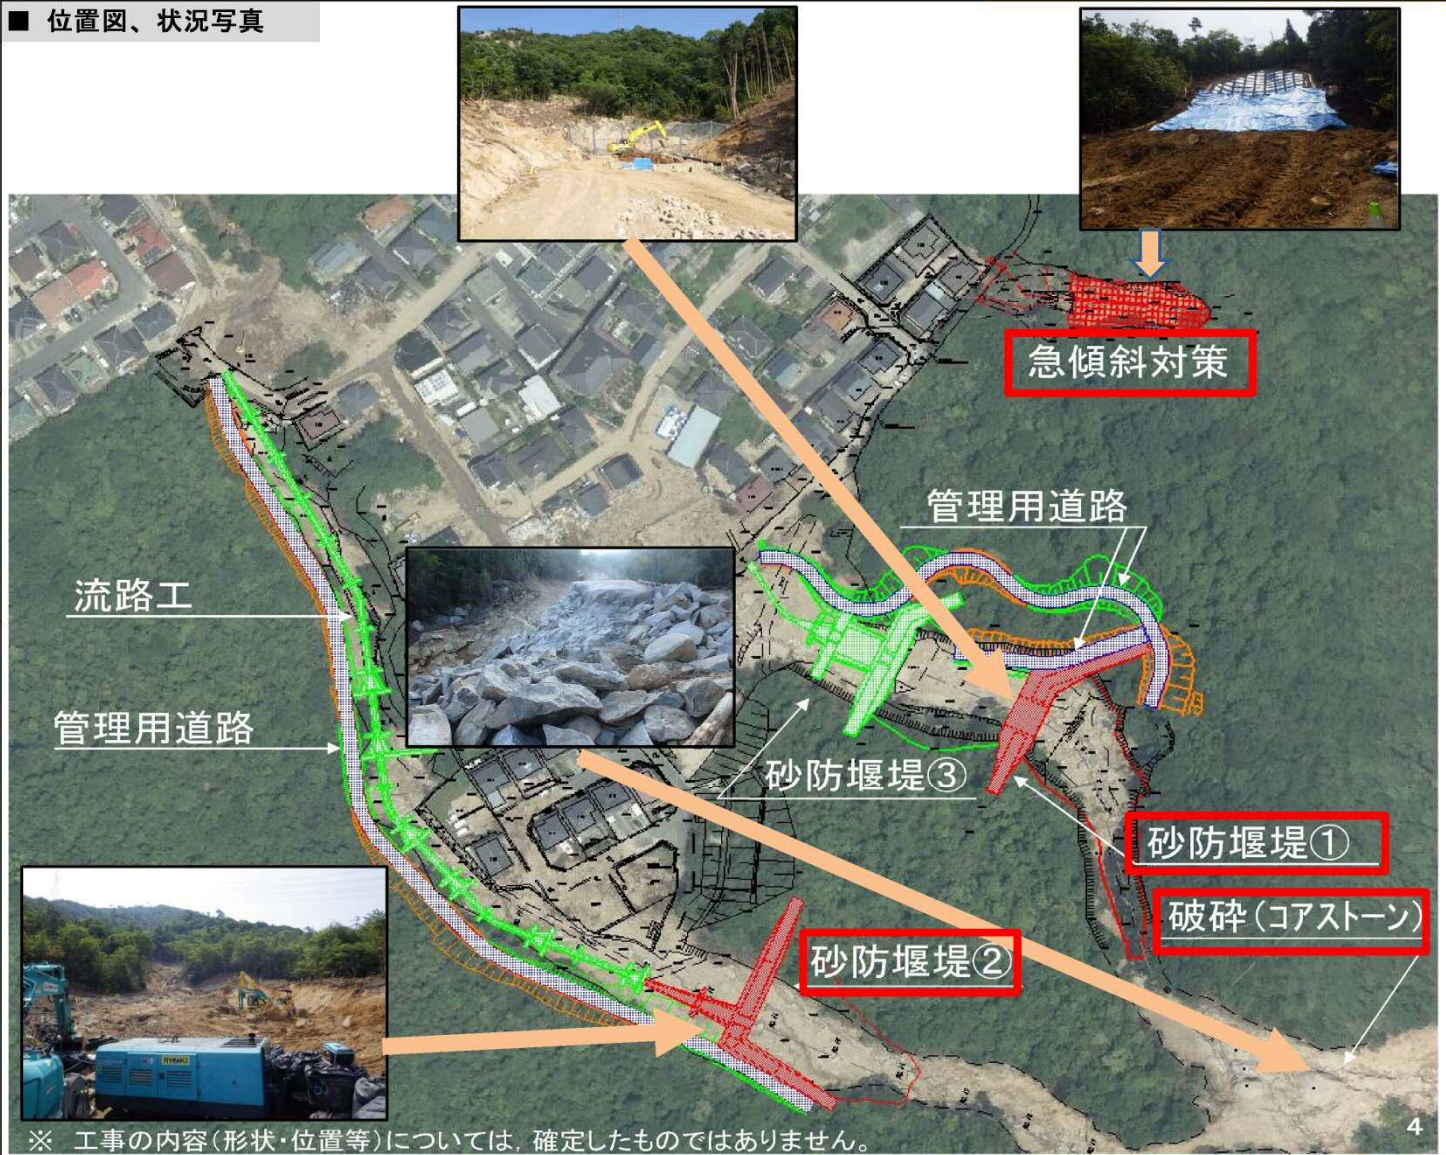 ■ 位置図、状況写真
急傾斜対策
管理用道路
流路工
管理用道路
砂防堰堤③
砂防堰堤①
破砕(コアストーン)
砂防堰堤②
※ 工事の内容(形状・位置等)については, 確定したものではありません。
4